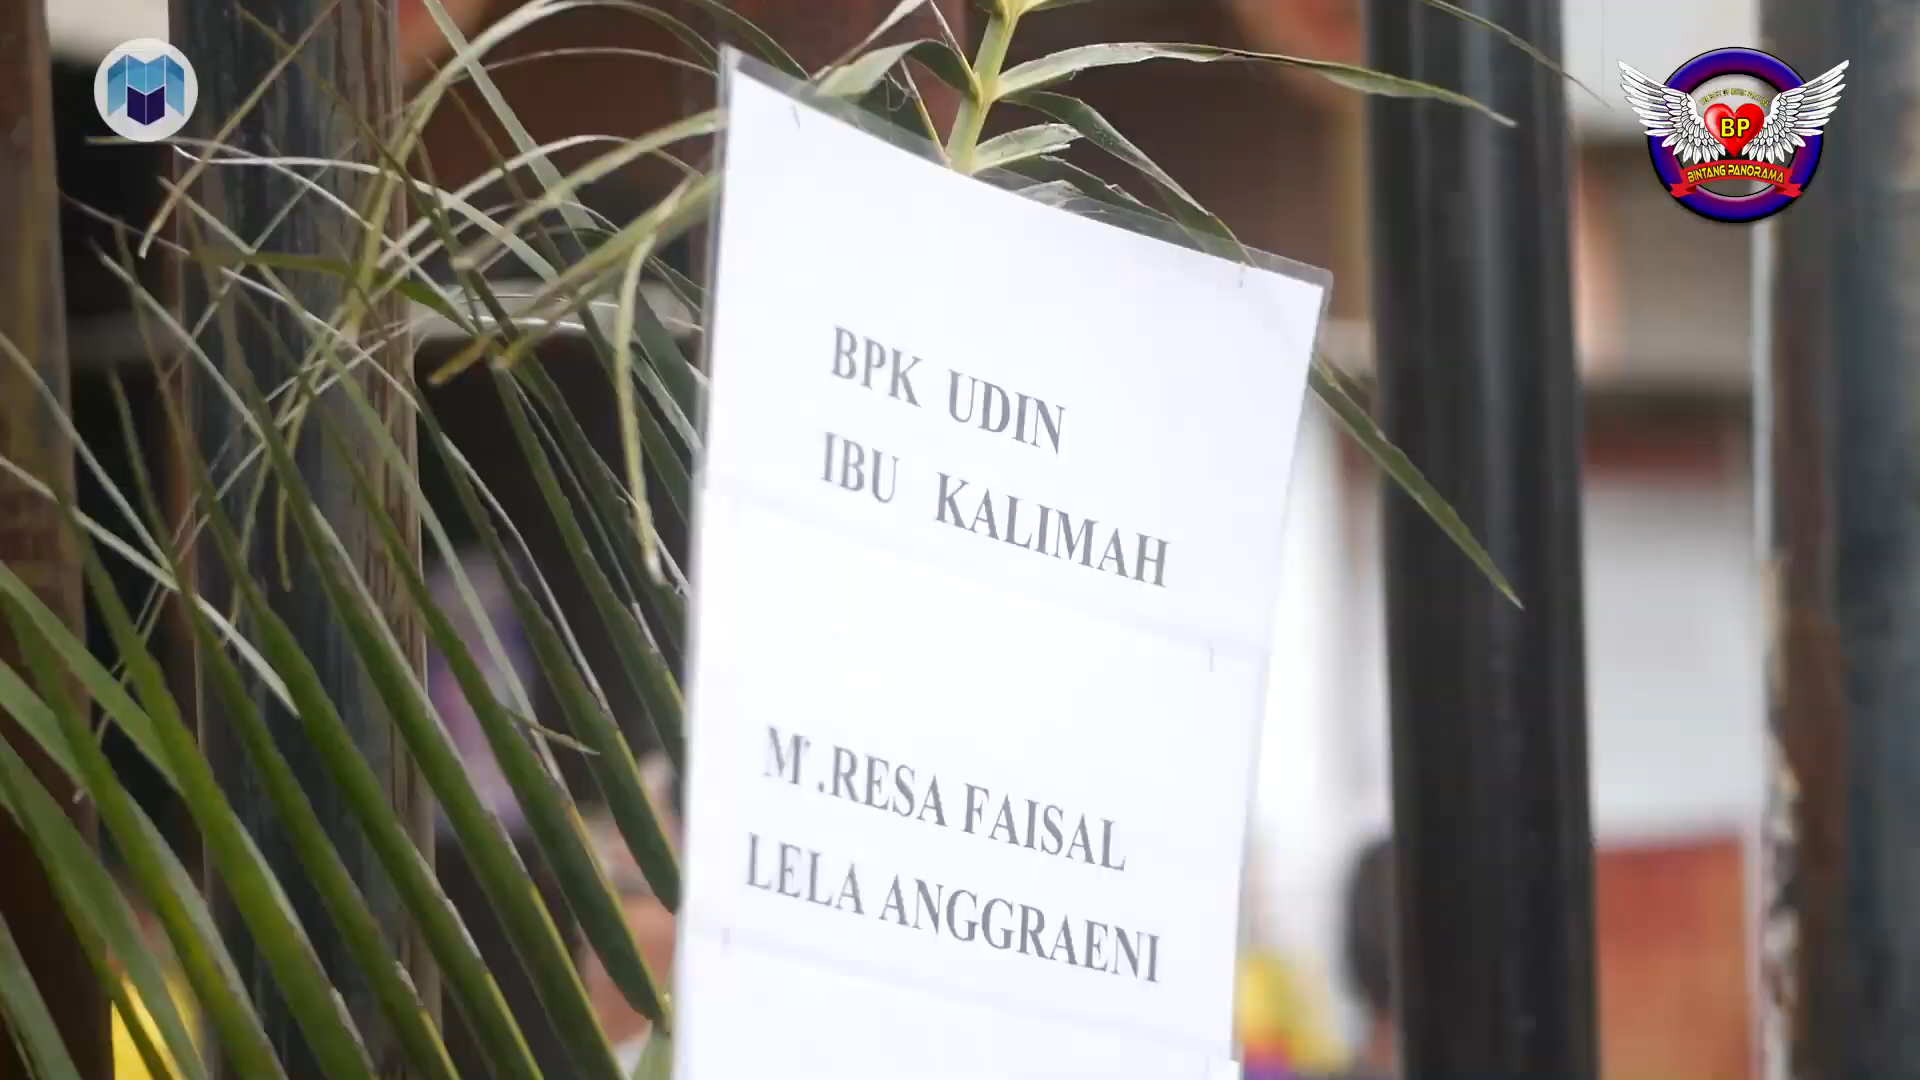 BPK UDIN
IBU KALIMAH
M'.RESA FAISAL
LELA ANGGRAENI
BP
BINTANG PANORAMA